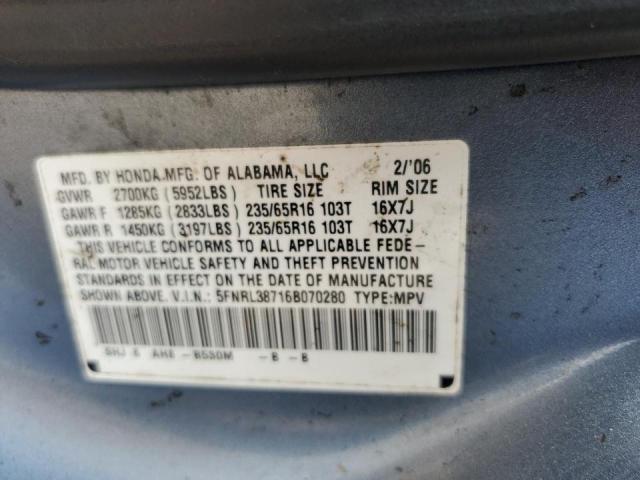 MFD. BY HONDA MFG. OF ALABAMA, LLC 2/'06
GVWR 2700KG (5952LBS) TIRE SIZE RIM SIZE
GAWR F 1285KG (2833LBS) 235/65R16 103T 16X7J
GAWR R 1450KG (3197LBS) 235/65R16 103T 16X7J
THIS VEHICLE CONFORMS TO ALL APPLICABLE FEDE-
RAL MOTOR VEHICLE SAFETY AND THEFT PREVENTION
STANDARDS IN EFFECT ON THE DATE OF MANUFACTURE
SHOWN ABOVE. V.I.N.: 5FNRL38716B070280 TYPE:MPV
SHJ E AHE -B530M -B -B